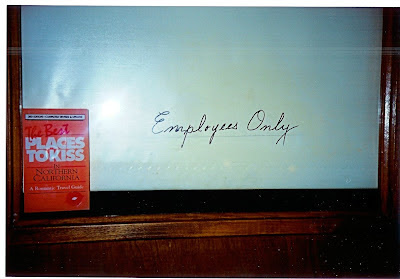 The Best
PLACES
TO KISS
IN
NORTHERN
CALIFORNIA
A Romantic Travel Guide
Employees Only